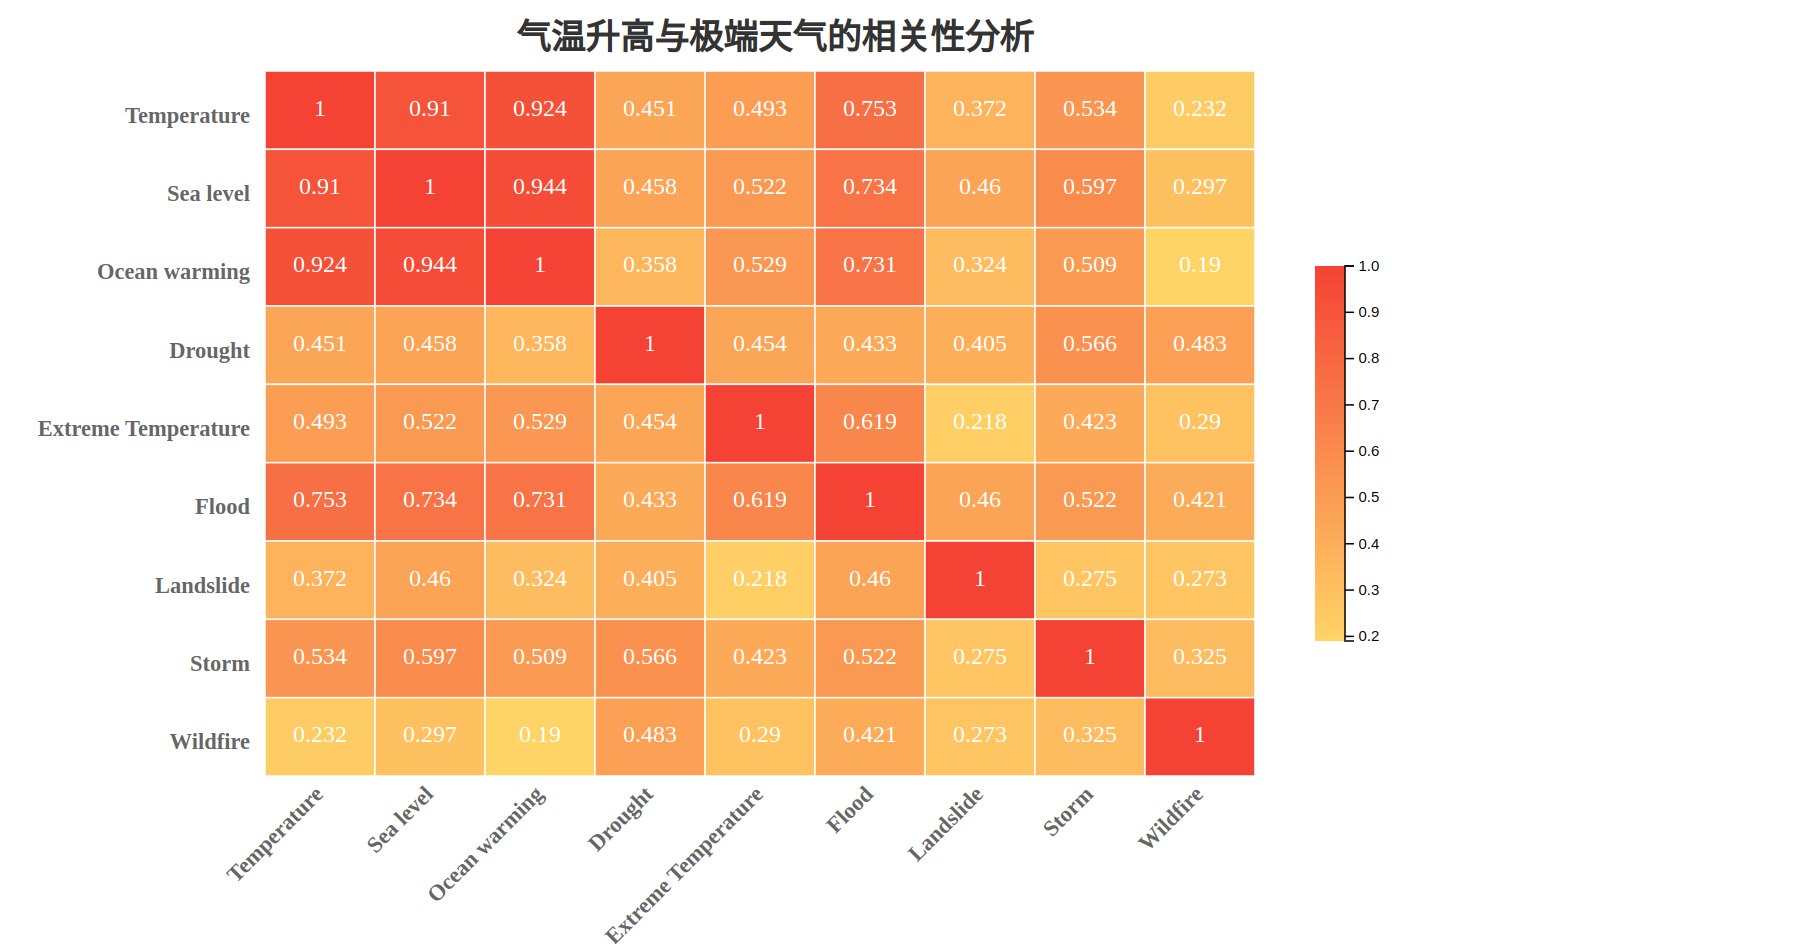 气温升高与极端天气的相关性分析
Temperature 1 0.91 0.924 0.451 0.493 0.753 0.372 0.534 0.232
Sea level 0.91 1 0.944 0.458 0.522 0.734 0.46 0.597 0.297
Ocean warming 0.924 0.944 1 0.358 0.529 0.731 0.324 0.509 0.19
Drought 0.451 0.458 0.358 1 0.454 0.433 0.405 0.566 0.483
Extreme Temperature 0.493 0.522 0.529 0.454 1 0.619 0.218 0.423 0.29
Flood 0.753 0.734 0.731 0.433 0.619 1 0.46 0.522 0.421
Landslide 0.372 0.46 0.324 0.405 0.218 0.46 1 0.275 0.273
Storm 0.534 0.597 0.509 0.566 0.423 0.522 0.275 1 0.325
Wildfire 0.232 0.297 0.19 0.483 0.29 0.421 0.273 0.325 1
Temperature
Sea level
Ocean warming
Drought
Extreme Temperature
Flood
Landslide
Storm
Wildfire
1.0
0.9
0.8
0.7
0.6
0.5
0.4
0.3
0.2